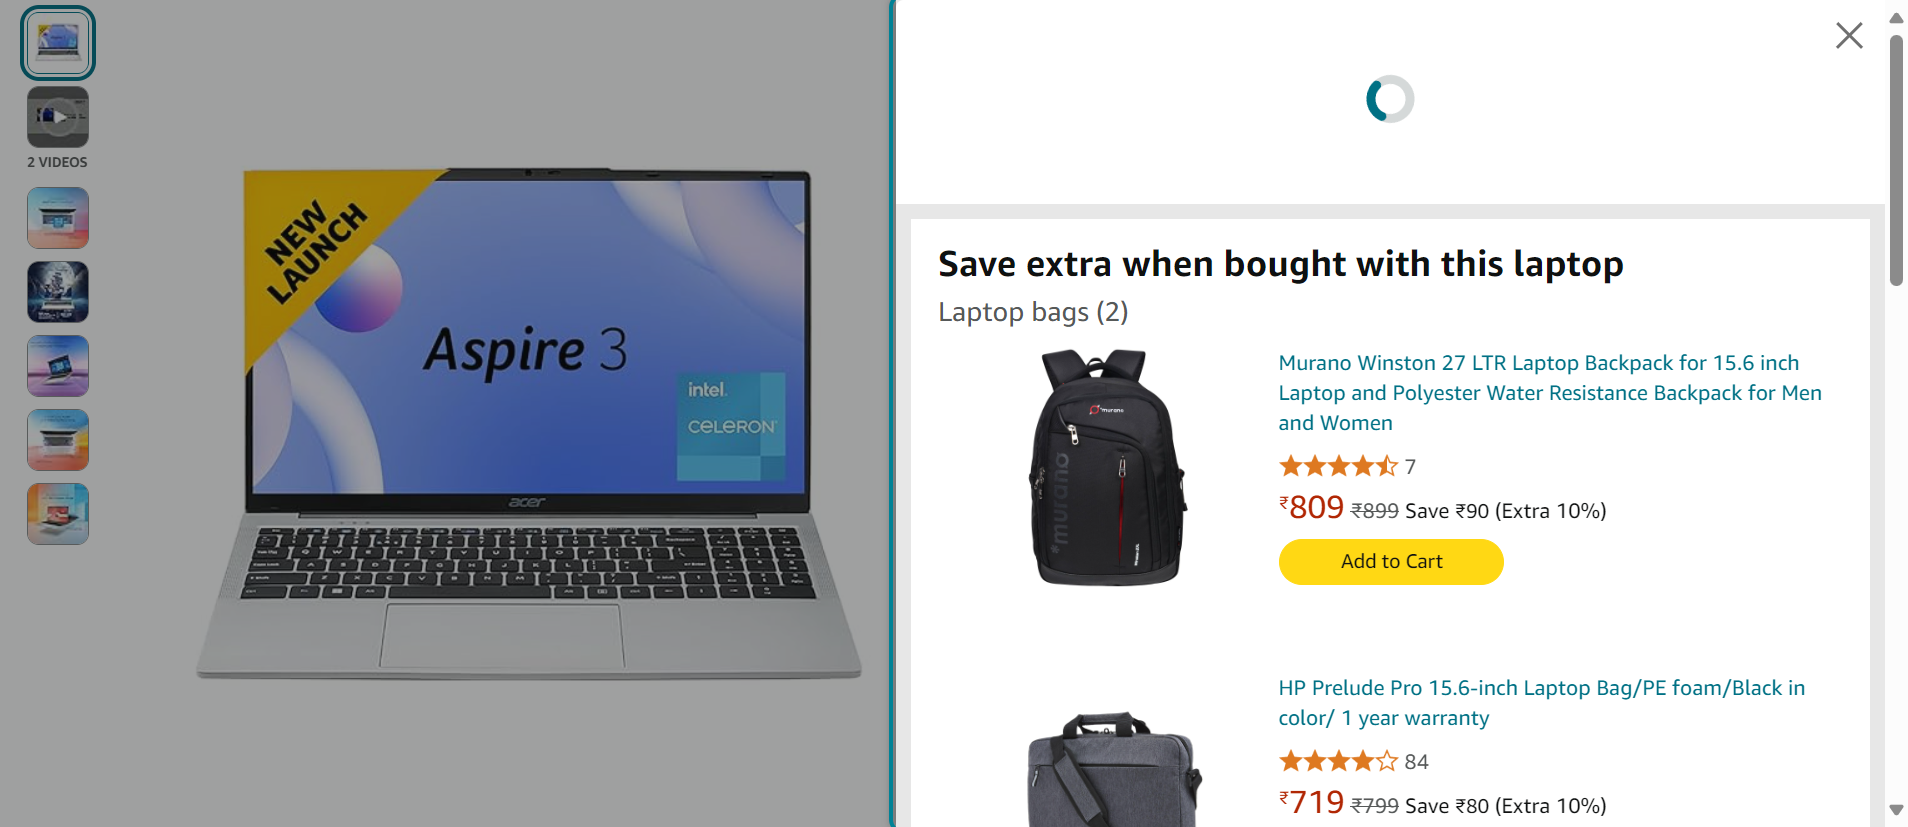 2 VIDEOS
NEW
LAUNCH
Aspire 3
intel.
CELERON
acer
Save extra when bought with this laptop
Laptop bags (2)
murano
*murano
Murano Winston 27 LTR Laptop Backpack for 15.6 inch
Laptop and Polyester Water Resistance Backpack for Men
and Women
7
₹809 ₹899 Save ₹90 (Extra 10%)
Add to Cart
HP Prelude Pro 15.6-inch Laptop Bag/PE foam/Black in
color/ 1 year warranty
84
₹719 ₹799 Save ₹80 (Extra 10%)